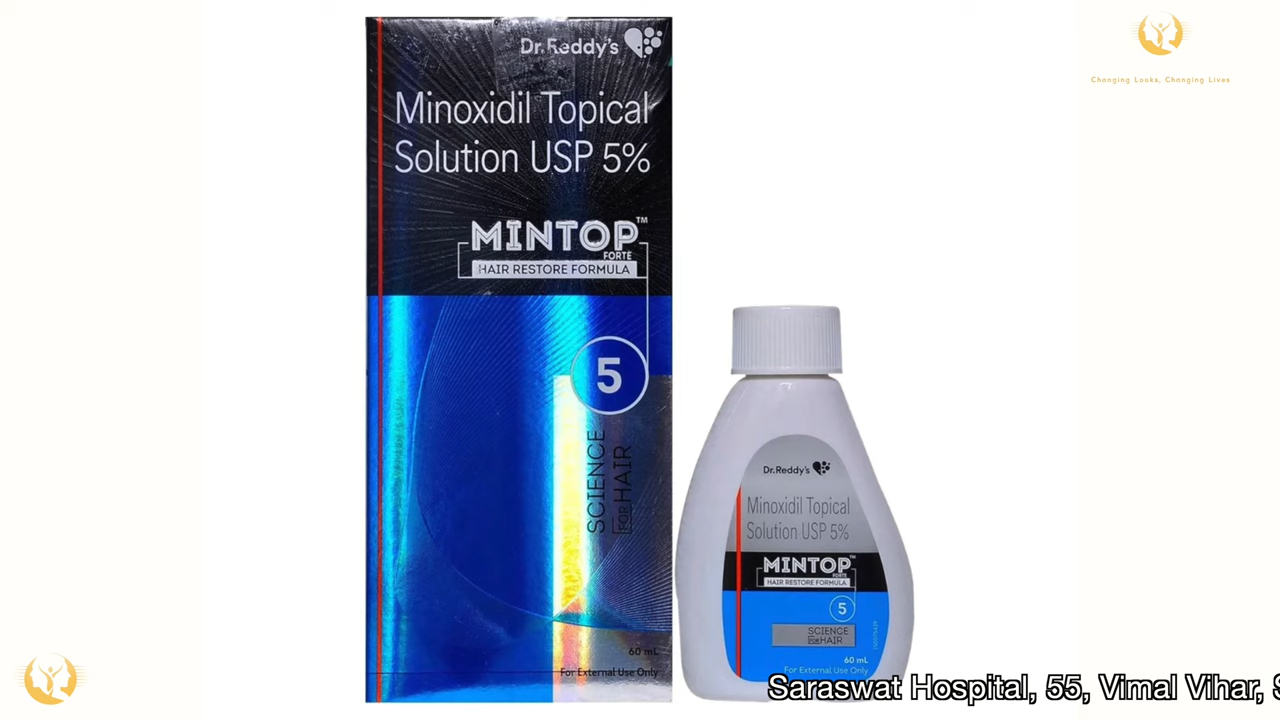 Dr.Reddy's
Minoxidil Topical
Solution USP 5%
MINTOP™
FORTE
HAIR RESTORE FORMULA
5
SCIENCE
FOR HAIR
60 mL
For External Use Only
Dr.Reddy's
Minoxidil Topical
Solution USP 5%
MINTOP™
FORTE
HAIR RESTORE FORMULA
5
SCIENCE
FOR HAIR
60 mL
For External Use Only
Changing Looks, Changing Lives
Saraswat Hospital, 55, Vimal Vihar, S